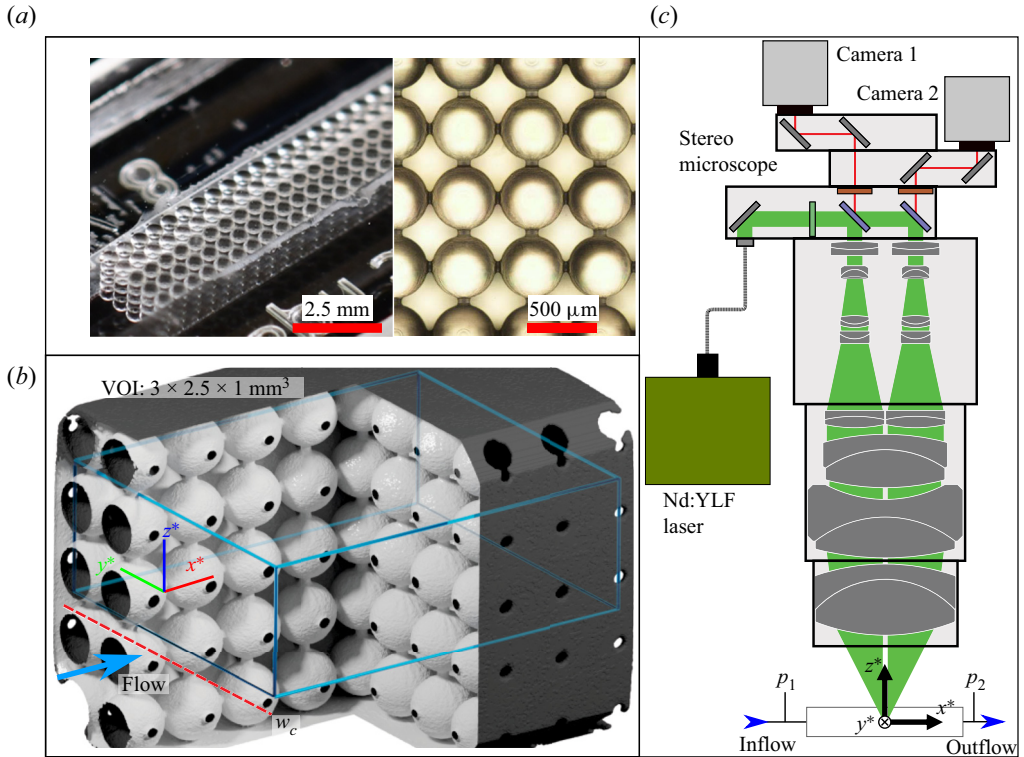 (a)
2.5 mm
500 μm
(b)
VOI: 3 × 2.5 × 1 mm³
z*
y*
x*
Flow
w_c
(c)
Camera 1
Camera 2
Stereo
microscope
Nd:YLF
laser
z*
p₁
p₂
x*
y*
Inflow
Outflow